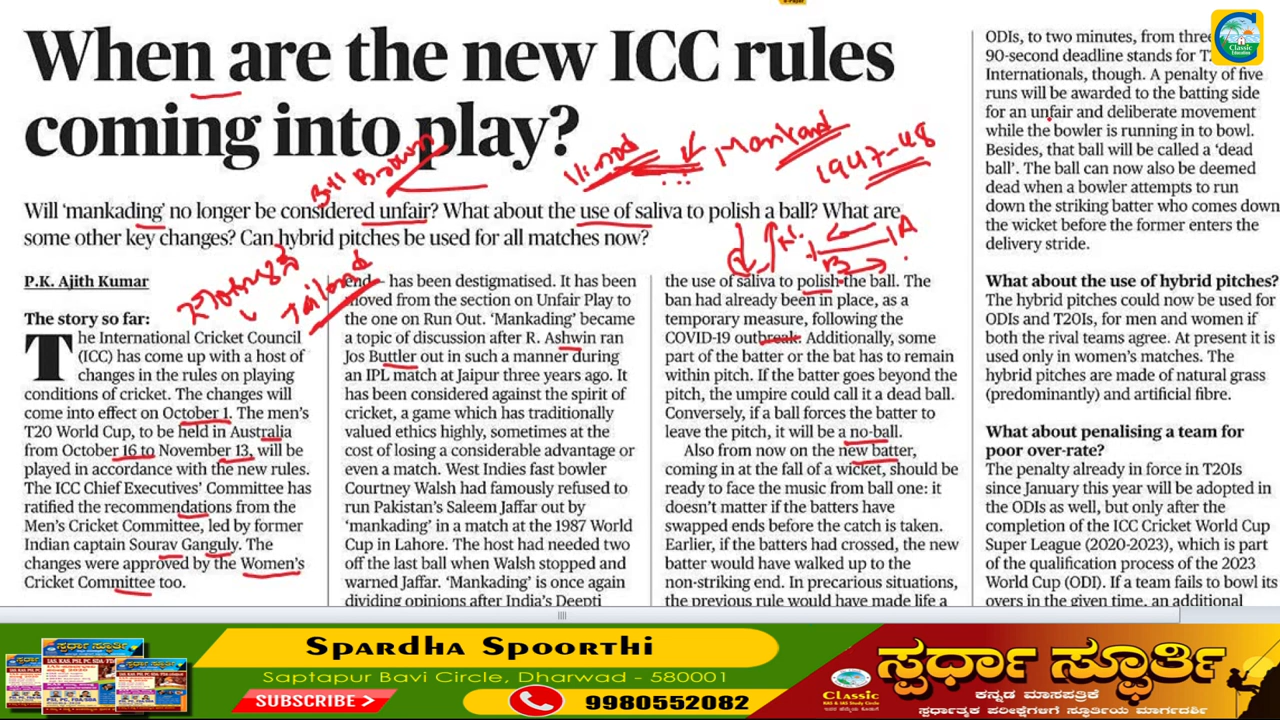 When are the new ICC rules
coming into play?
Bill Brown
Vinod
Mankad
1947-48
Will ‘mankading’ no longer be considered unfair? What about the use of saliva to polish a ball? What are
some other key changes? Can hybrid pitches be used for all matches now?
A
B
Tailend
P.K. Ajith Kumar
The story so far:
The International Cricket Council
(ICC) has come up with a host of
changes in the rules on playing
conditions of cricket. The changes will
come into effect on October 1. The men’s
T20 World Cup, to be held in Australia
from October 16 to November 13, will be
played in accordance with the new rules.
The ICC Chief Executives’ Committee has
ratified the recommendations from the
Men’s Cricket Committee, led by former
Indian captain Sourav Ganguly. The
changes were approved by the Women’s
Cricket Committee too.
end – has been destigmatised. It has been
moved from the section on Unfair Play to
the one on Run Out. ‘Mankading’ became
a topic of discussion after R. Ashwin ran
Jos Buttler out in such a manner during
an IPL match at Jaipur three years ago. It
has been considered against the spirit of
cricket, a game which has traditionally
valued ethics highly, sometimes at the
cost of losing a considerable advantage or
even a match. West Indies fast bowler
Courtney Walsh had famously refused to
run Pakistan’s Saleem Jaffar out by
‘mankading’ in a match at the 1987 World
Cup in Lahore. The host had needed two
off the last ball when Walsh stopped and
warned Jaffar. ‘Mankading’ is once again
dividing opinions after India’s Deepti
the use of saliva to polish the ball. The
ban had already been in place, as a
temporary measure, following the
COVID-19 outbreak. Additionally, some
part of the batter or the bat has to remain
within pitch. If the batter goes beyond the
pitch, the umpire could call it a dead ball.
Conversely, if a ball forces the batter to
leave the pitch, it will be a no-ball.
Also from now on the new batter,
coming in at the fall of a wicket, should be
ready to face the music from ball one: it
doesn’t matter if the batters have
swapped ends before the catch is taken.
Earlier, if the batters had crossed, the new
batter would have walked up to the
non-striking end. In precarious situations,
the previous rule would have made life a
ODIs, to two minutes, from three
90-second deadline stands for T
Internationals, though. A penalty of five
runs will be awarded to the batting side
for an unfair and deliberate movement
while the bowler is running in to bowl.
Besides, that ball will be called a ‘dead
ball’. The ball can now also be deemed
dead when a bowler attempts to run
down the striking batter who comes down
the wicket before the former enters the
delivery stride.
What about the use of hybrid pitches?
The hybrid pitches could now be used for
ODIs and T20Is, for men and women if
both the rival teams agree. At present it is
used only in women’s matches. The
hybrid pitches are made of natural grass
(predominantly) and artificial fibre.
What about penalising a team for
poor over-rate?
The penalty already in force in T20Is
since January this year will be adopted in
the ODIs as well, but only after the
completion of the ICC Cricket World Cup
Super League (2020-2023), which is part
of the qualification process of the 2023
World Cup (ODI). If a team fails to bowl its
overs in the given time, an additional
Classic
Education
Spardha Spoorthi
Saptapur Bavi Circle, Dharwad - 580001
SUBSCRIBE
9980552082
Classic
ಸ್ಪರ್ಧಾ ಸ್ಫೂರ್ತಿ
ಕನ್ನಡ ಮಾಸಪತ್ರಿಕೆ
ಸ್ಪರ್ಧಾತ್ಮಕ ಪರೀಕ್ಷೆಗಳಿಗೆ ಸ್ಫೂರ್ತಿಯ ಮಾರ್ಗದರ್ಶಿ